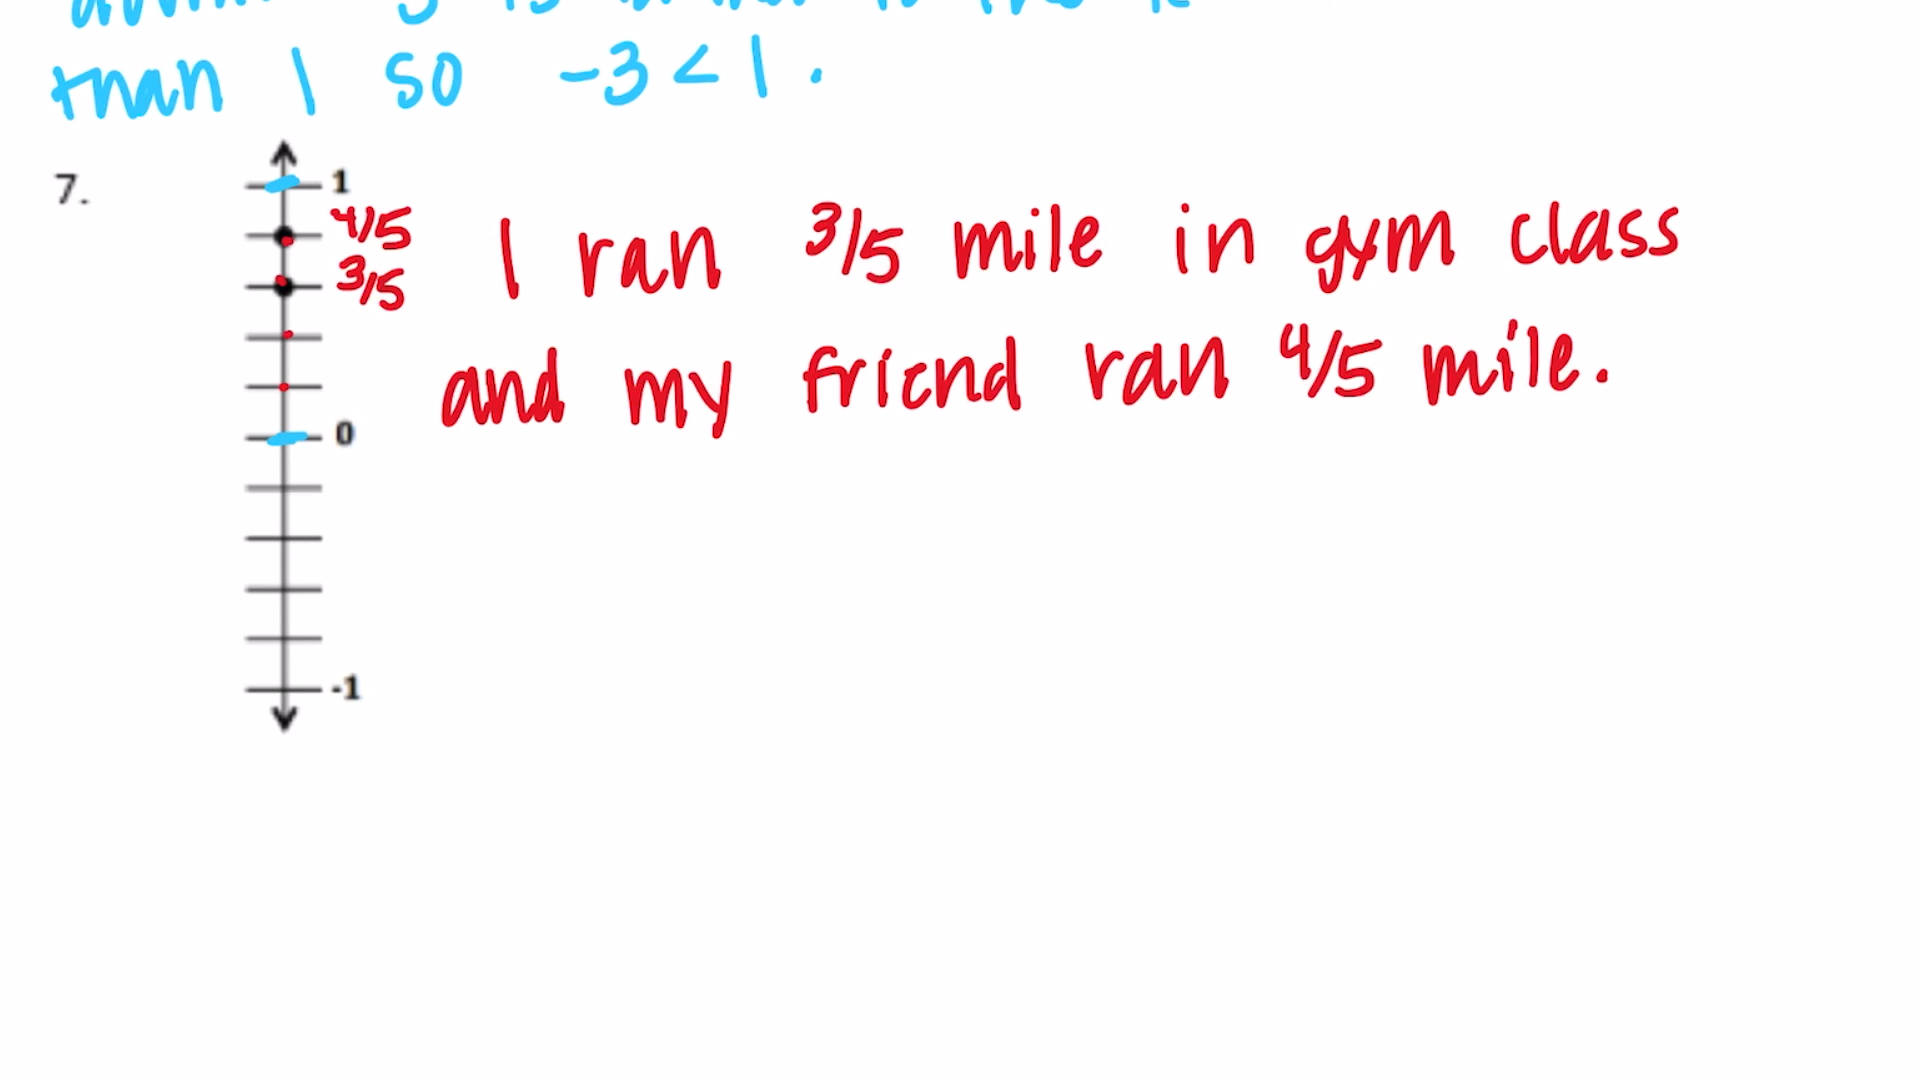 than 1 so -3 < 1.
7.
1
4/5
3/5
0
-1
I ran 3/5 mile in gym class
and my friend ran 4/5 mile.